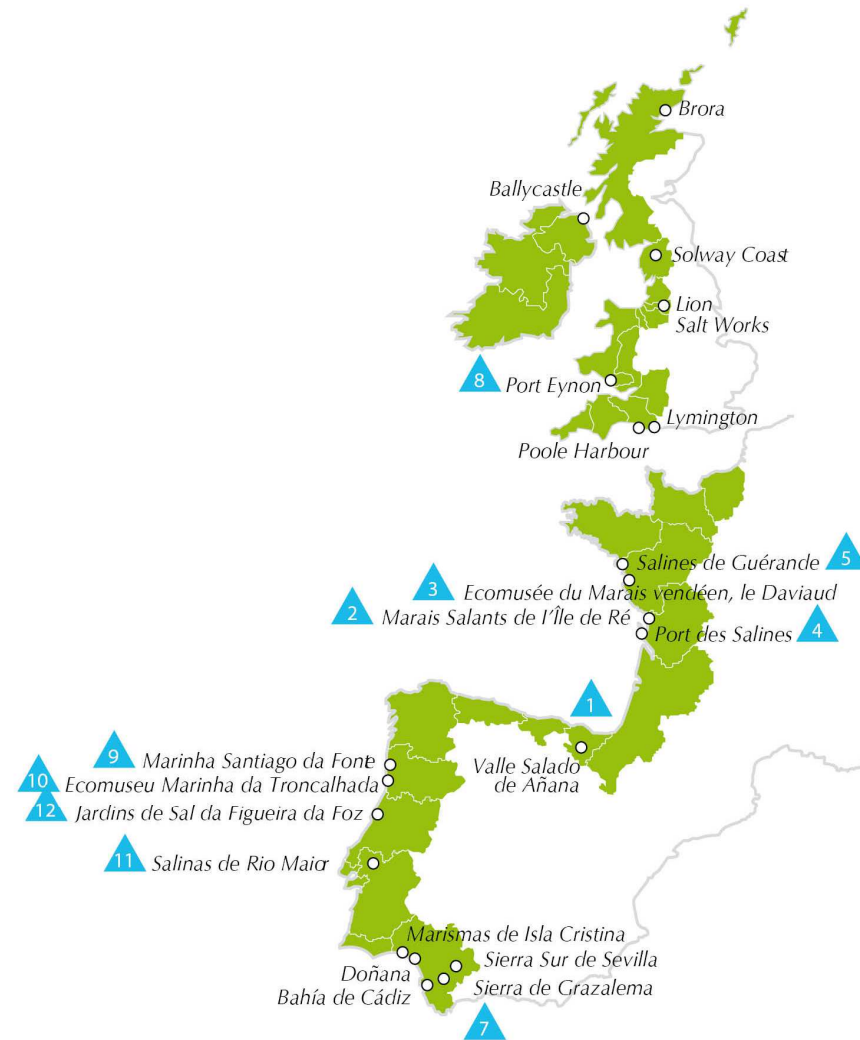 Brora
Ballycastle
Solway Coast
Lion
Salt Works
8 Port Eynon
Lymington
Poole Harbour
Salines de Guérande 5
3 Ecomusée du Marais vendéen, le Daviaud
2 Marais Salants de l'Île de Ré
Port des Salines 4
1
9 Marinha Santiago da Fonte
Valle Salado
de Añana
10 Ecomuseu Marinha da Troncalhada
12 Jardins de Sal da Figueira da Foz
11 Salinas de Rio Maior
Marismas de Isla Cristina
Sierra Sur de Sevilla
Doñana
Sierra de Grazalema
Bahía de Cádiz
7